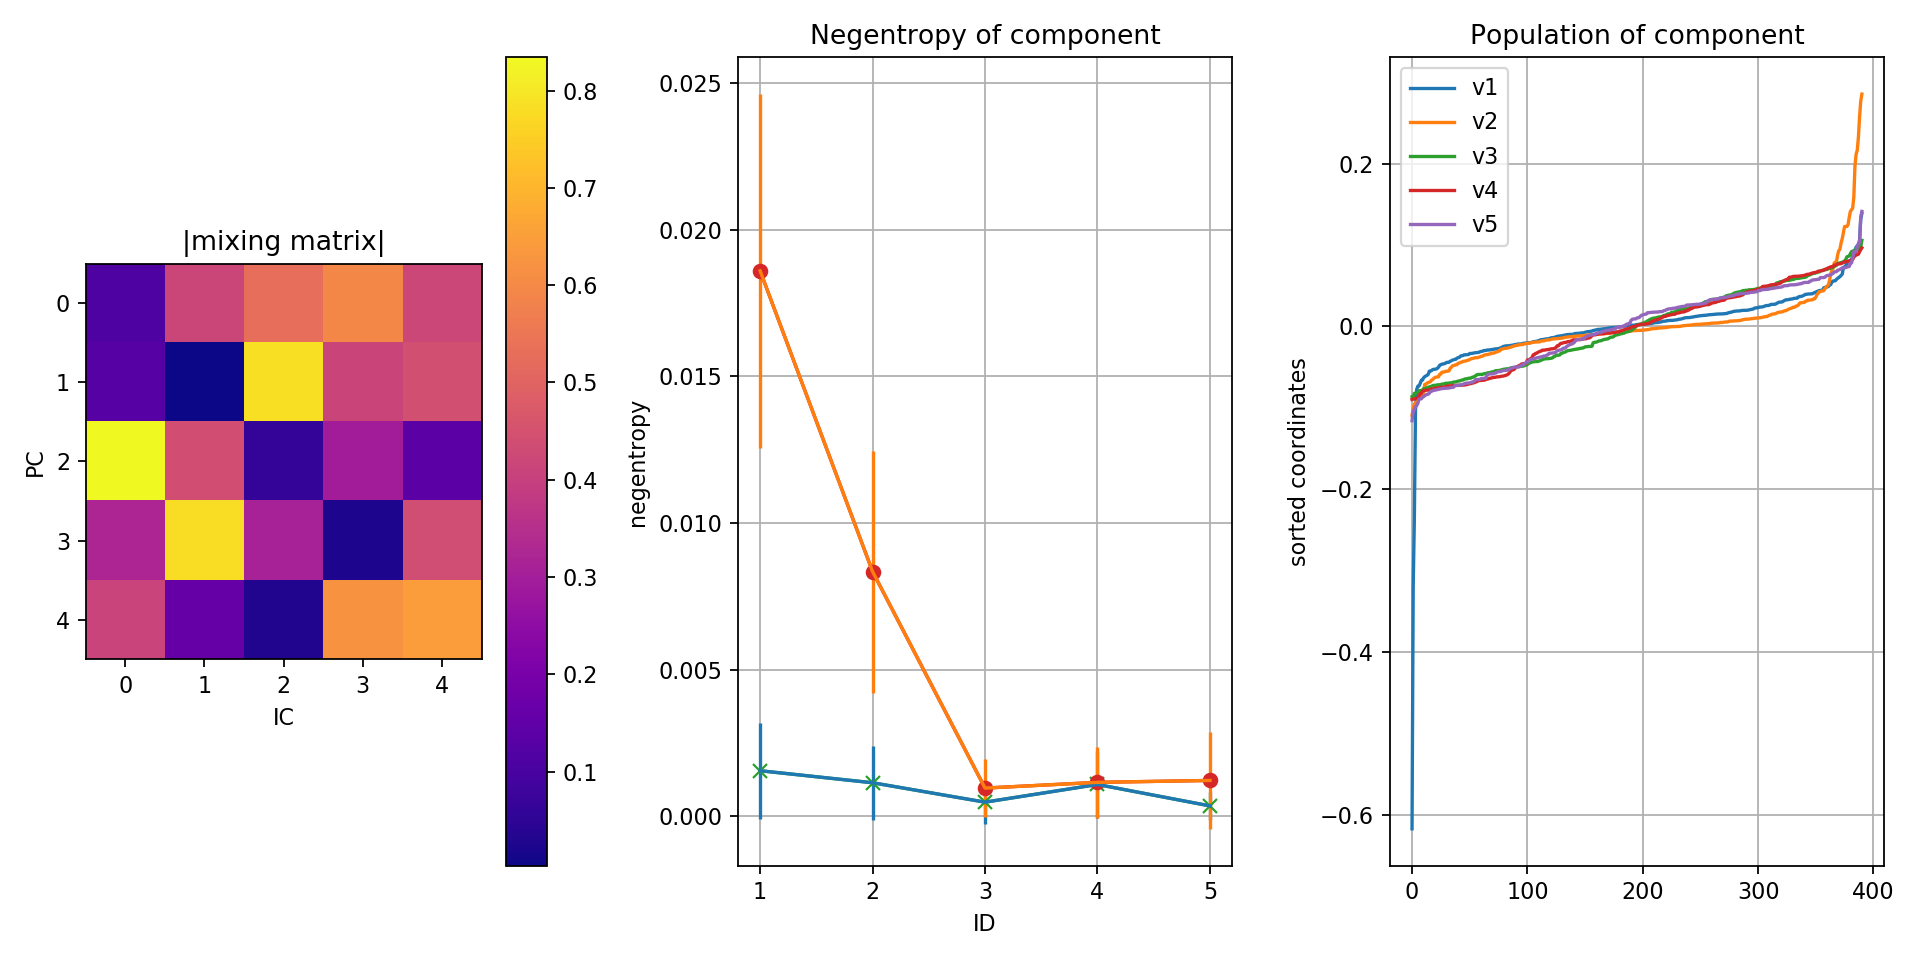 |mixing matrix|
PC
0
1
2
3
4
0 1 2 3 4
IC
0.8
0.7
0.6
0.5
0.4
0.3
0.2
0.1
Negentropy of component
negentropy
0.025
0.020
0.015
0.010
0.005
0.000
1 2 3 4 5
ID
Population of component
sorted coordinates
v1
v2
v3
v4
v5
0.2
0.0
−0.2
−0.4
−0.6
0 100 200 300 400